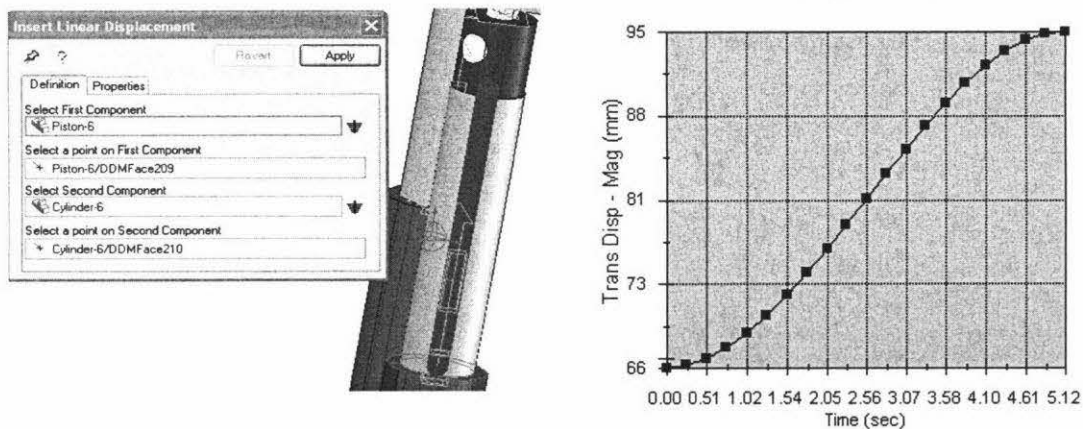 Insert Linear Displacement
?
Revert Apply
Definition Properties
Select First Component
Piston-6
Select a point on First Component
Piston-6/DDMFace209
Select Second Component
Cylinder-6
Select a point on Second Component
Cylinder-6/DDMFace210
Trans Disp - Mag (mm)
95
88
81
73
66
0.00 0.51 1.02 1.54 2.05 2.56 3.07 3.58 4.10 4.61 5.12
Time (sec)